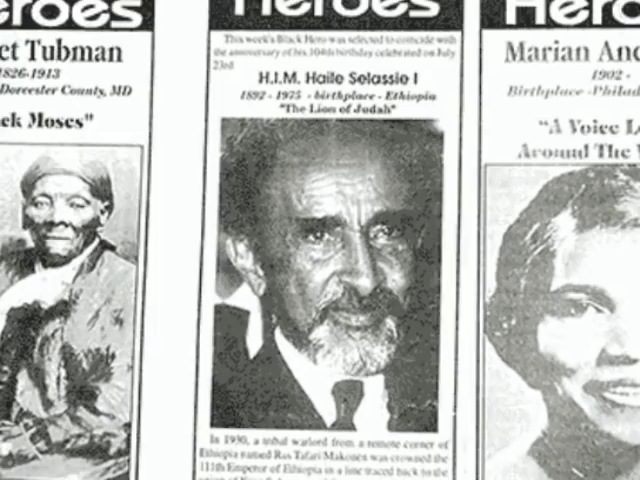 eroes
et Tubman
1826-1913
Dorcester County, MD
ck Moses"
Heroes
This week's Black Hero was selected to coincide with
the anniversary of his 104th birthday celebrated on July
23rd
H.I.M. Haile Selassie I
1892 - 1975 - birthplace - Ethiopia
"The Lion of Judah"
In 1930, a tribal warlord from a remote corner of
Ethiopia named Ras Tafari Makonen was crowned the
111th Emperor of Ethiopia in a line traced back to the
Hero
Marian And
1902 -
Birthplace - Philad
"A Voice
Around The